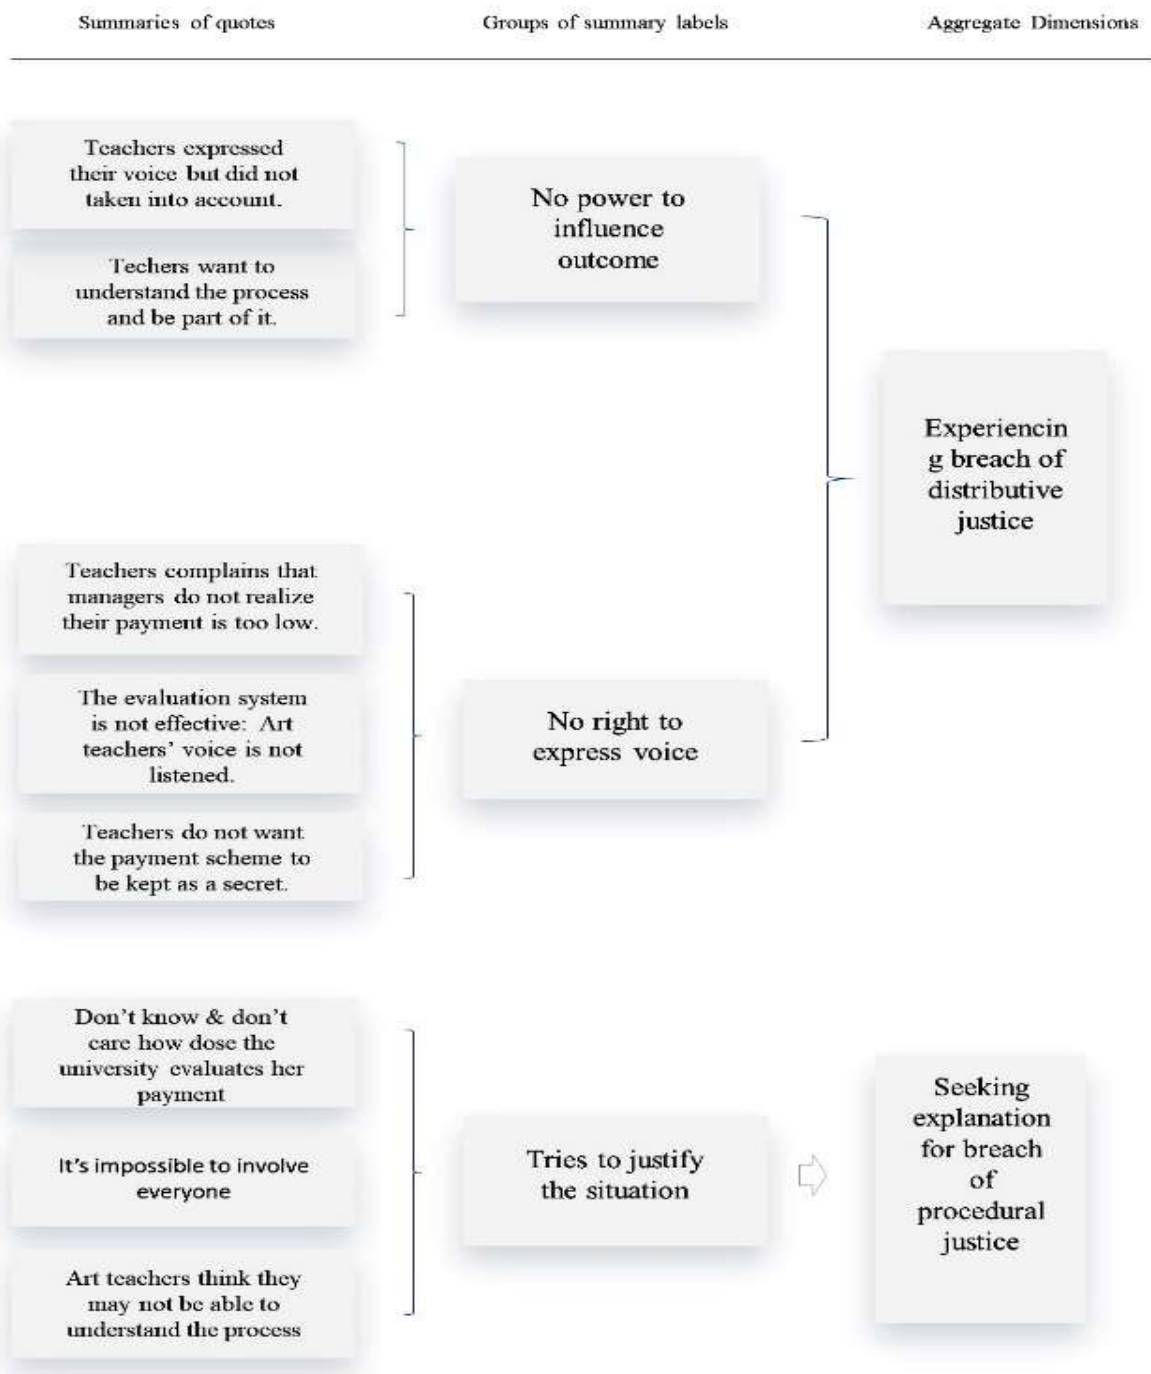 Summaries of quotes
Groups of summary labels
Aggregate Dimensions
Teachers expressed
their voice but did not
taken into account.
Techers want to
understand the process
and be part of it.
No power to
influence
outcome
Teachers complains that
managers do not realize
their payment is too low.
The evaluation system
is not effective: Art
teachers’ voice is not
listened.
Teachers do not want
the payment scheme to
be kept as a secret.
No right to
express voice
Experiencin
g breach of
distributive
justice
Don’t know & don’t
care how dose the
university evaluates her
payment
It’s impossible to involve
everyone
Art teachers think they
may not be able to
understand the process
Tries to justify
the situation
Seeking
explanation
for breach
of
procedural
justice